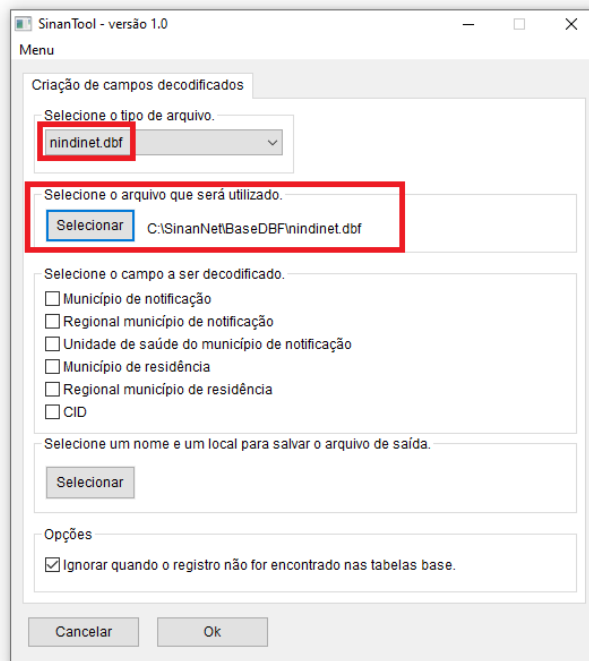 SinanTool - versão 1.0
Menu
Criação de campos decodificados
Selecione o tipo de arquivo.
nindinet.dbf
Selecione o arquivo que será utilizado.
Selecionar C:\SinanNet\BaseDBF\nindinet.dbf
Selecione o campo a ser decodificado.
Município de notificação
Regional município de notificação
Unidade de saúde do município de notificação
Município de residência
Regional município de residência
CID
Selecione um nome e um local para salvar o arquivo de saída.
Selecionar
Opções
Ignorar quando o registro não for encontrado nas tabelas base.
Cancelar Ok